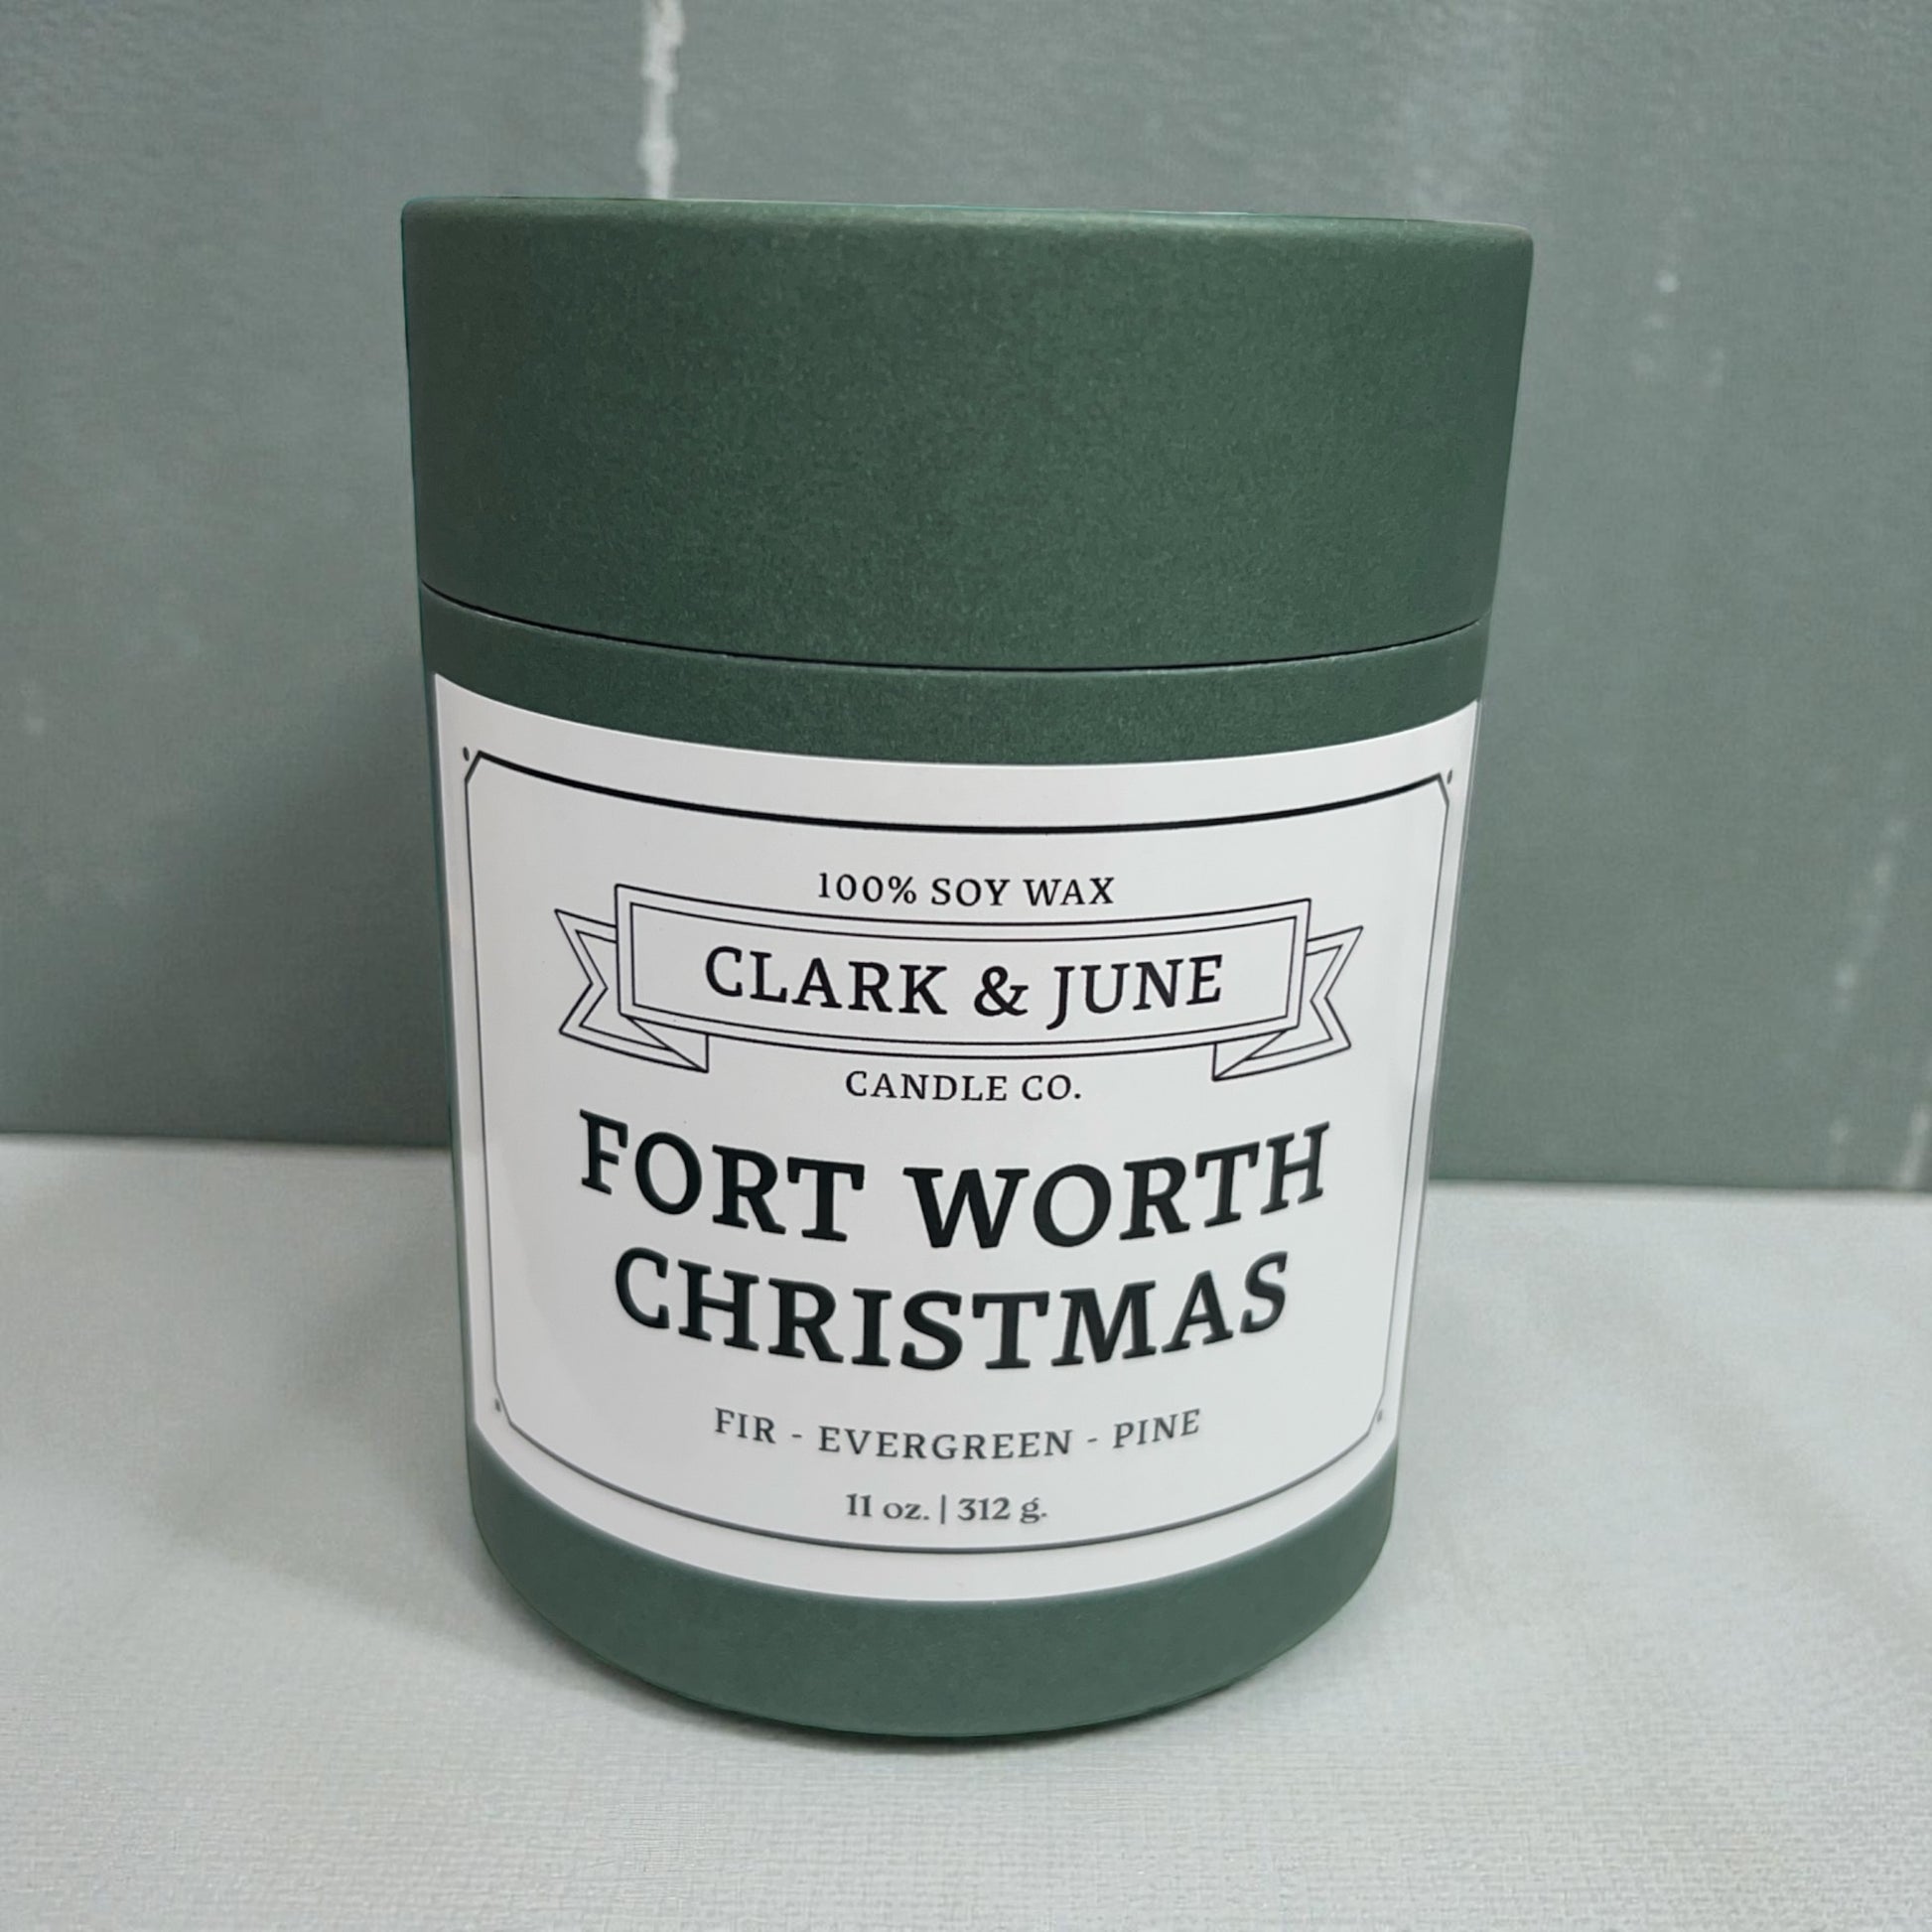 100% SOY WAX
CLARK & JUNE
CANDLE CO.
FORT WORTH
CHRISTMAS
FIR - EVERGREEN - PINE
11 oz. | 312 g.